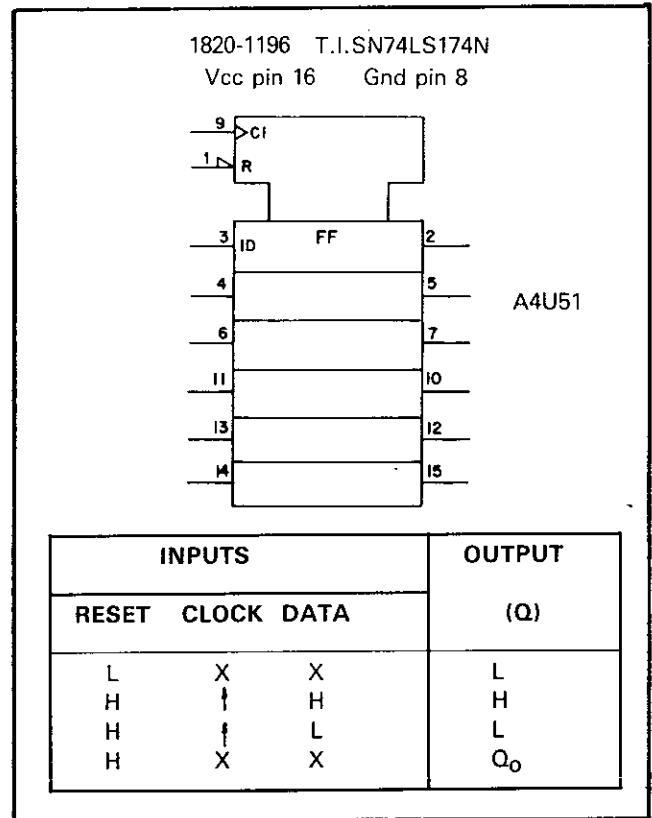 1820-1196 T.I.SN74LS174N
Vcc pin 16 Gnd pin 8
9 C1
1 R
3 1D FF 2
4 5
A4U51
6 7
11 10
13 12
14 15
INPUTS OUTPUT
RESET CLOCK DATA (Q)
L X X L
H ↑ H H
H ↑ L L
H X X Q₀